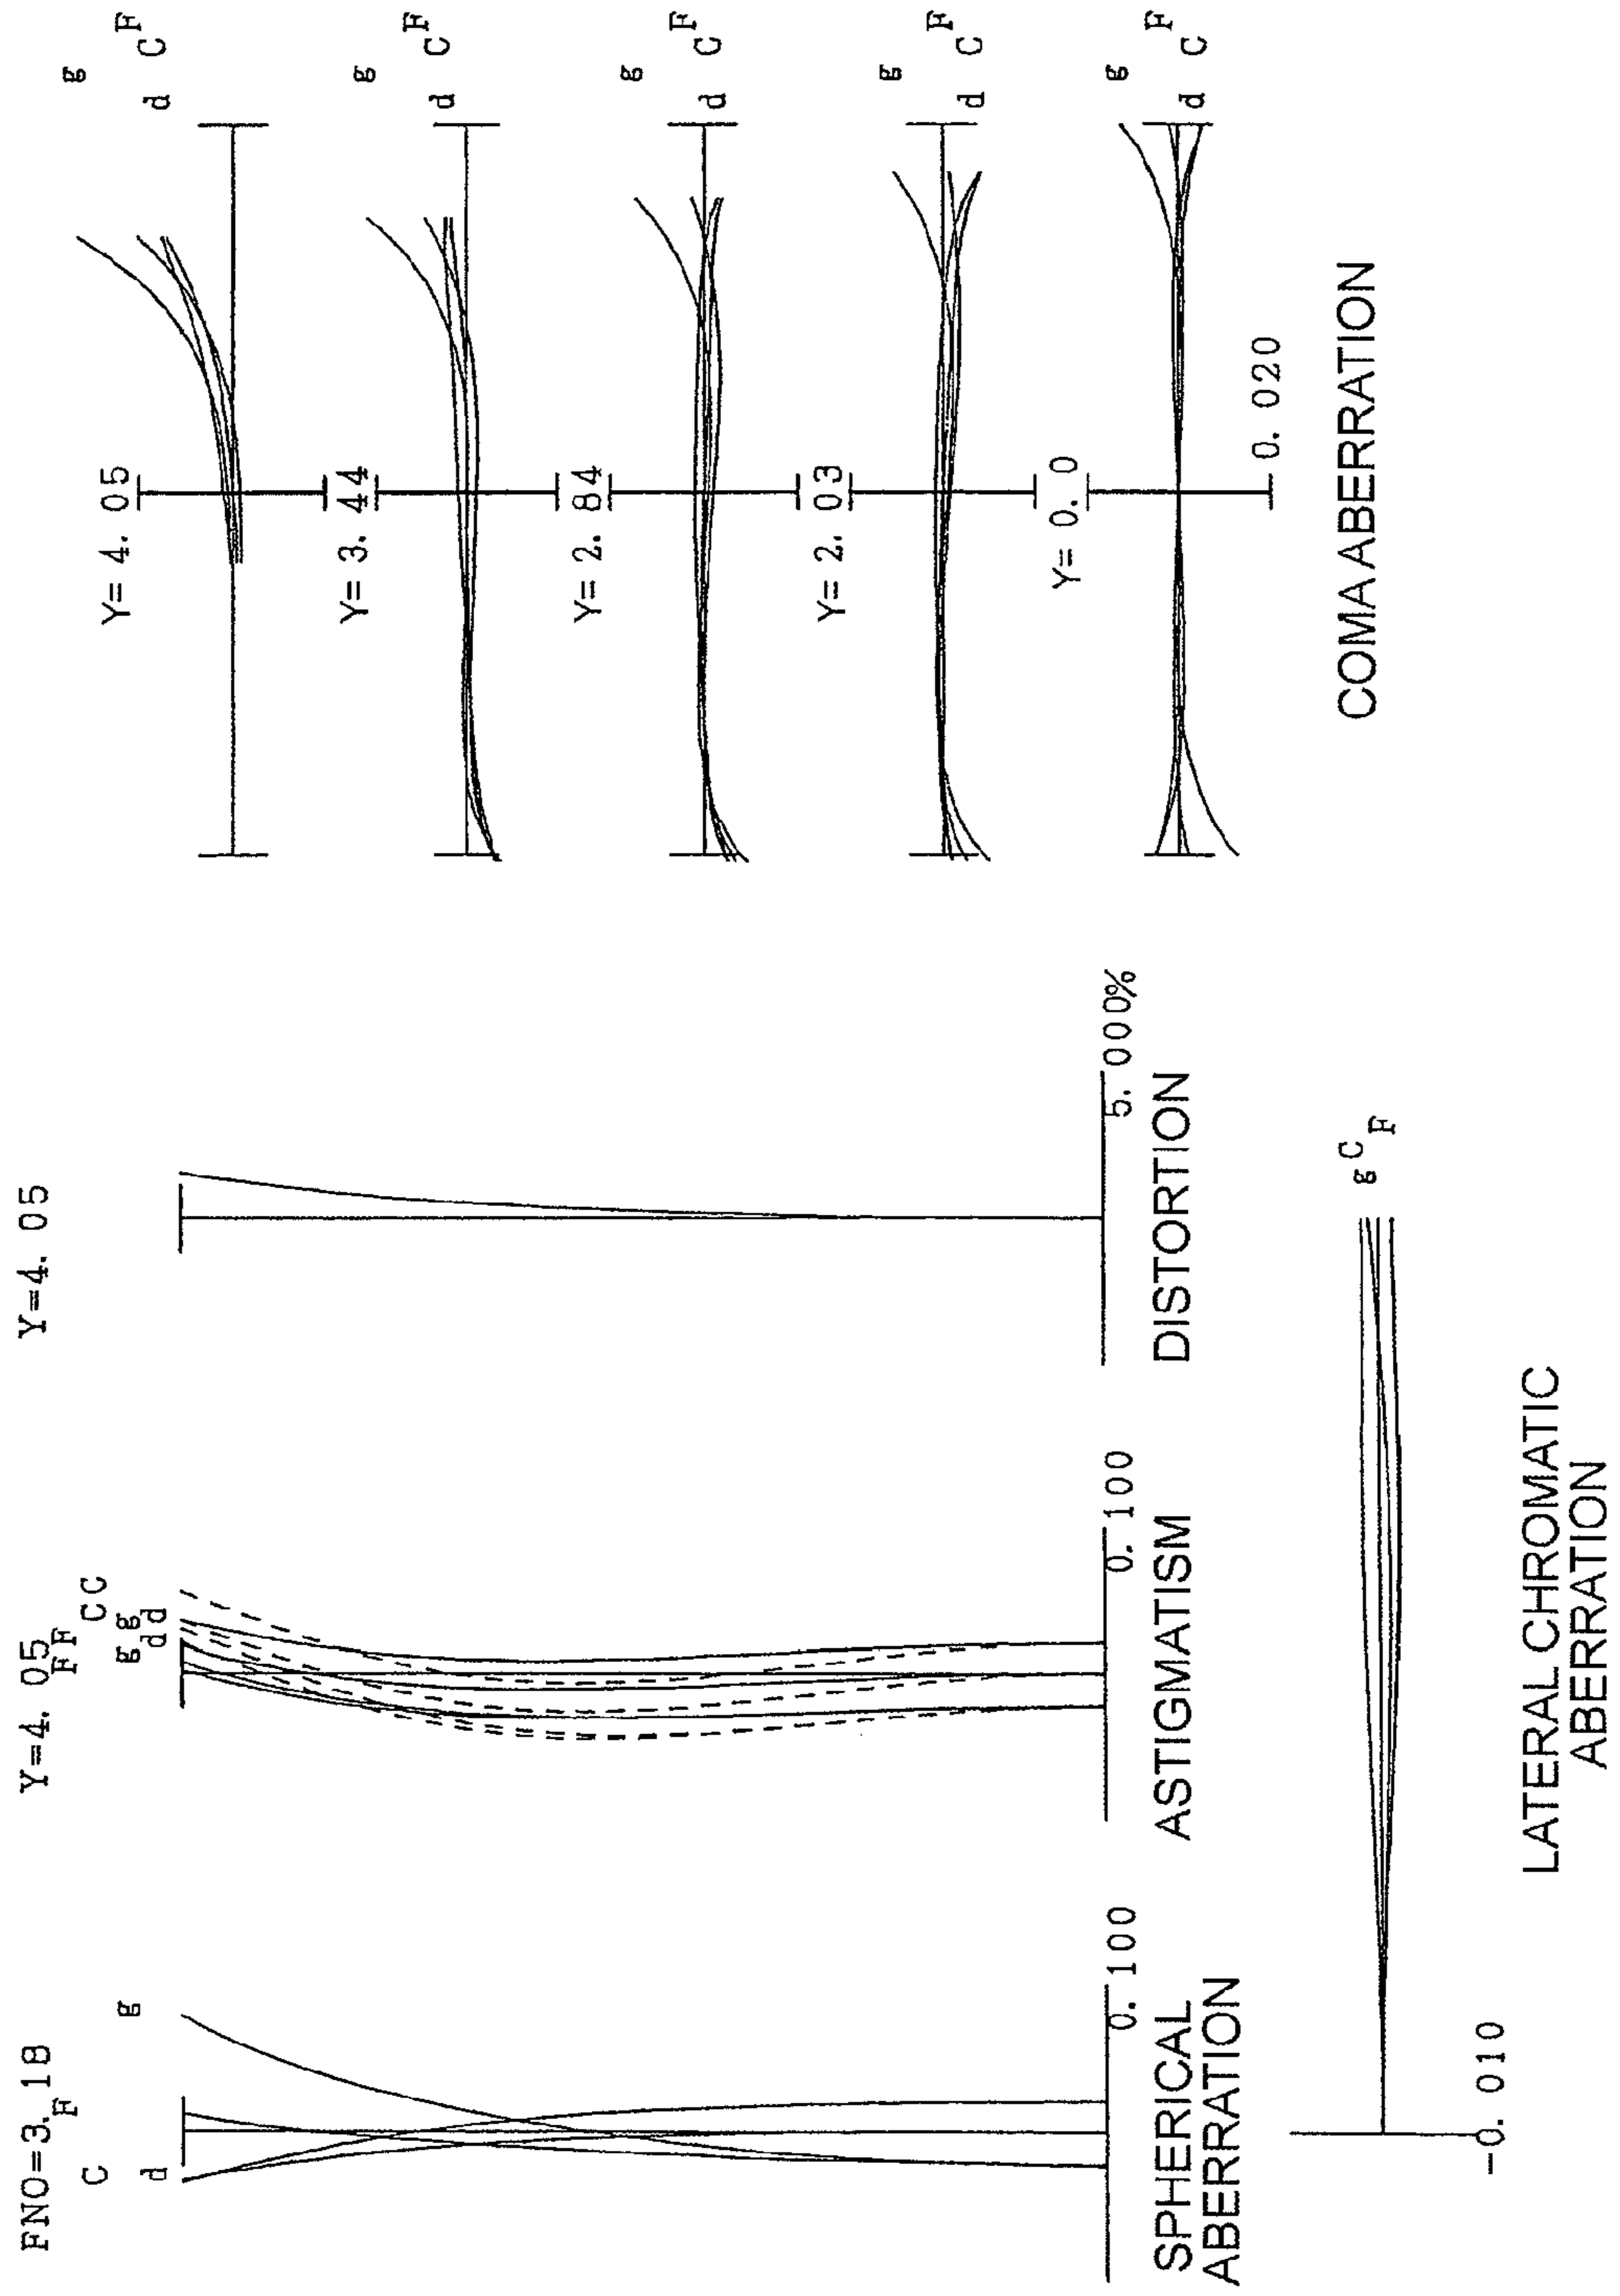 FNO=3. 18
C
d
F
g
0. 100
SPHERICAL
ABERRATION
Y=4. 05
F F
C C
g g
d d
0. 100
ASTIGMATISM
Y=4. 05
5. 000%
DISTORTION
-0. 010
g C
F
LATERAL CHROMATIC
ABERRATION
Y= 4. 05
g
d C F
Y= 3. 44
g
d C F
Y= 2. 84
g
d C F
Y= 2. 03
g
d C F
Y= 0. 0
g
d C F
0. 020
COMA ABERRATION